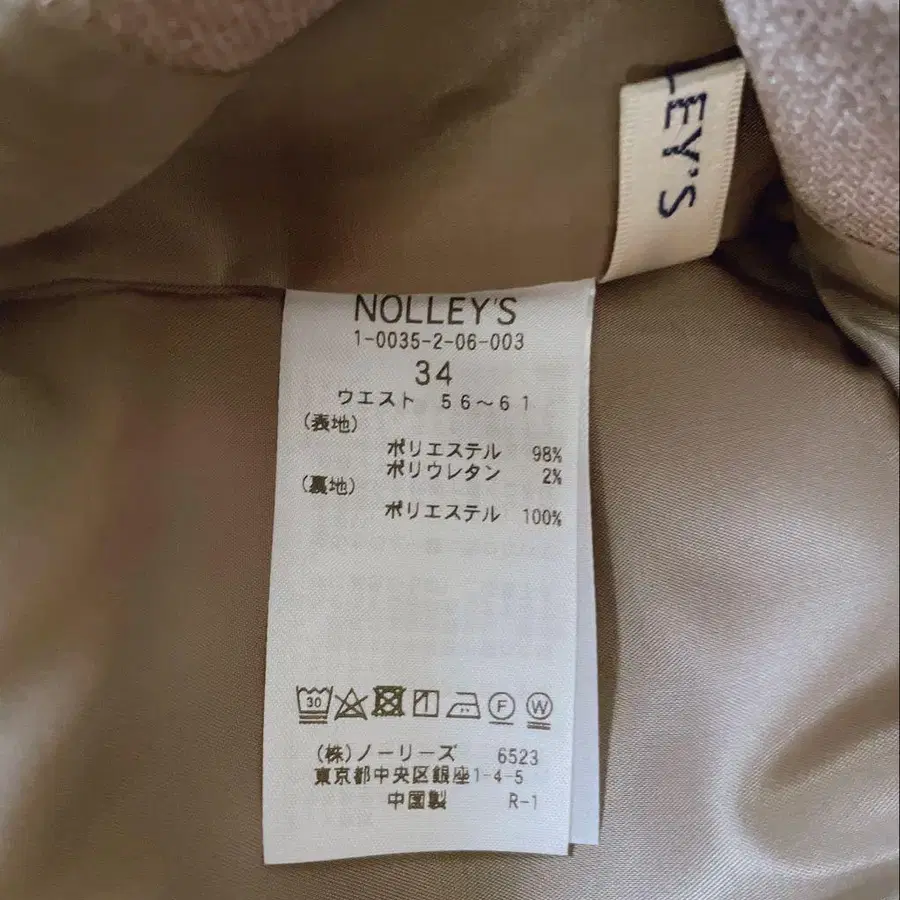 LEY'S
NOLLEY'S
1-0035-2-06-003
34
ウエスト 56～61
(表地)
ポリエステル 98%
ポリウレタン 2%
(裏地)
ポリエステル 100%
30 F W
(株)ノーリーズ 6523
東京都中央区銀座1-4-5
中国製 R-1